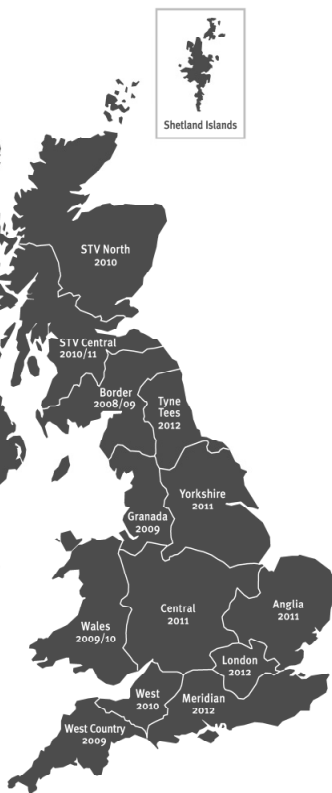 Shetland Islands
STV North
2010
STV Central
2010/11
Border
2008/09
Tyne
Tees
2012
Yorkshire
2011
Granada
2009
Central
2011
Anglia
2011
Wales
2009/10
London
2012
West
2010
Meridian
2012
West Country
2009